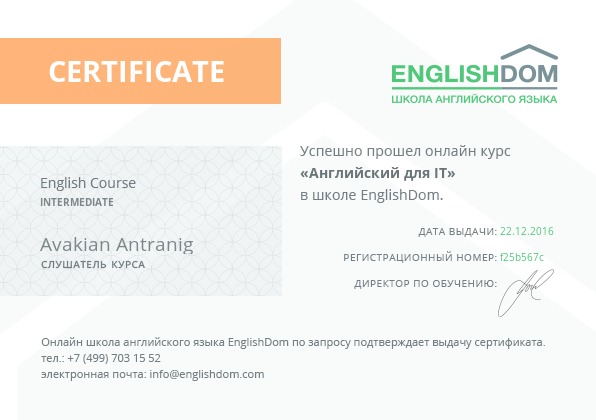 CERTIFICATE
ENGLISHDOM
ШКОЛА АНГЛИЙСКОГО ЯЗЫКА
English Course
INTERMEDIATE
Avakian Antranig
СЛУШАТЕЛЬ КУРСА
Успешно прошел онлайн курс
«Английский для IT»
в школе EnglishDom.
ДАТА ВЫДАЧИ: 22.12.2016
РЕГИСТРАЦИОННЫЙ НОМЕР: f25b567c
ДИРЕКТОР ПО ОБУЧЕНИЮ:
Онлайн школа английского языка EnglishDom по запросу подтверждает выдачу сертификата.
тел.: +7 (499) 703 15 52
электронная почта: info@englishdom.com